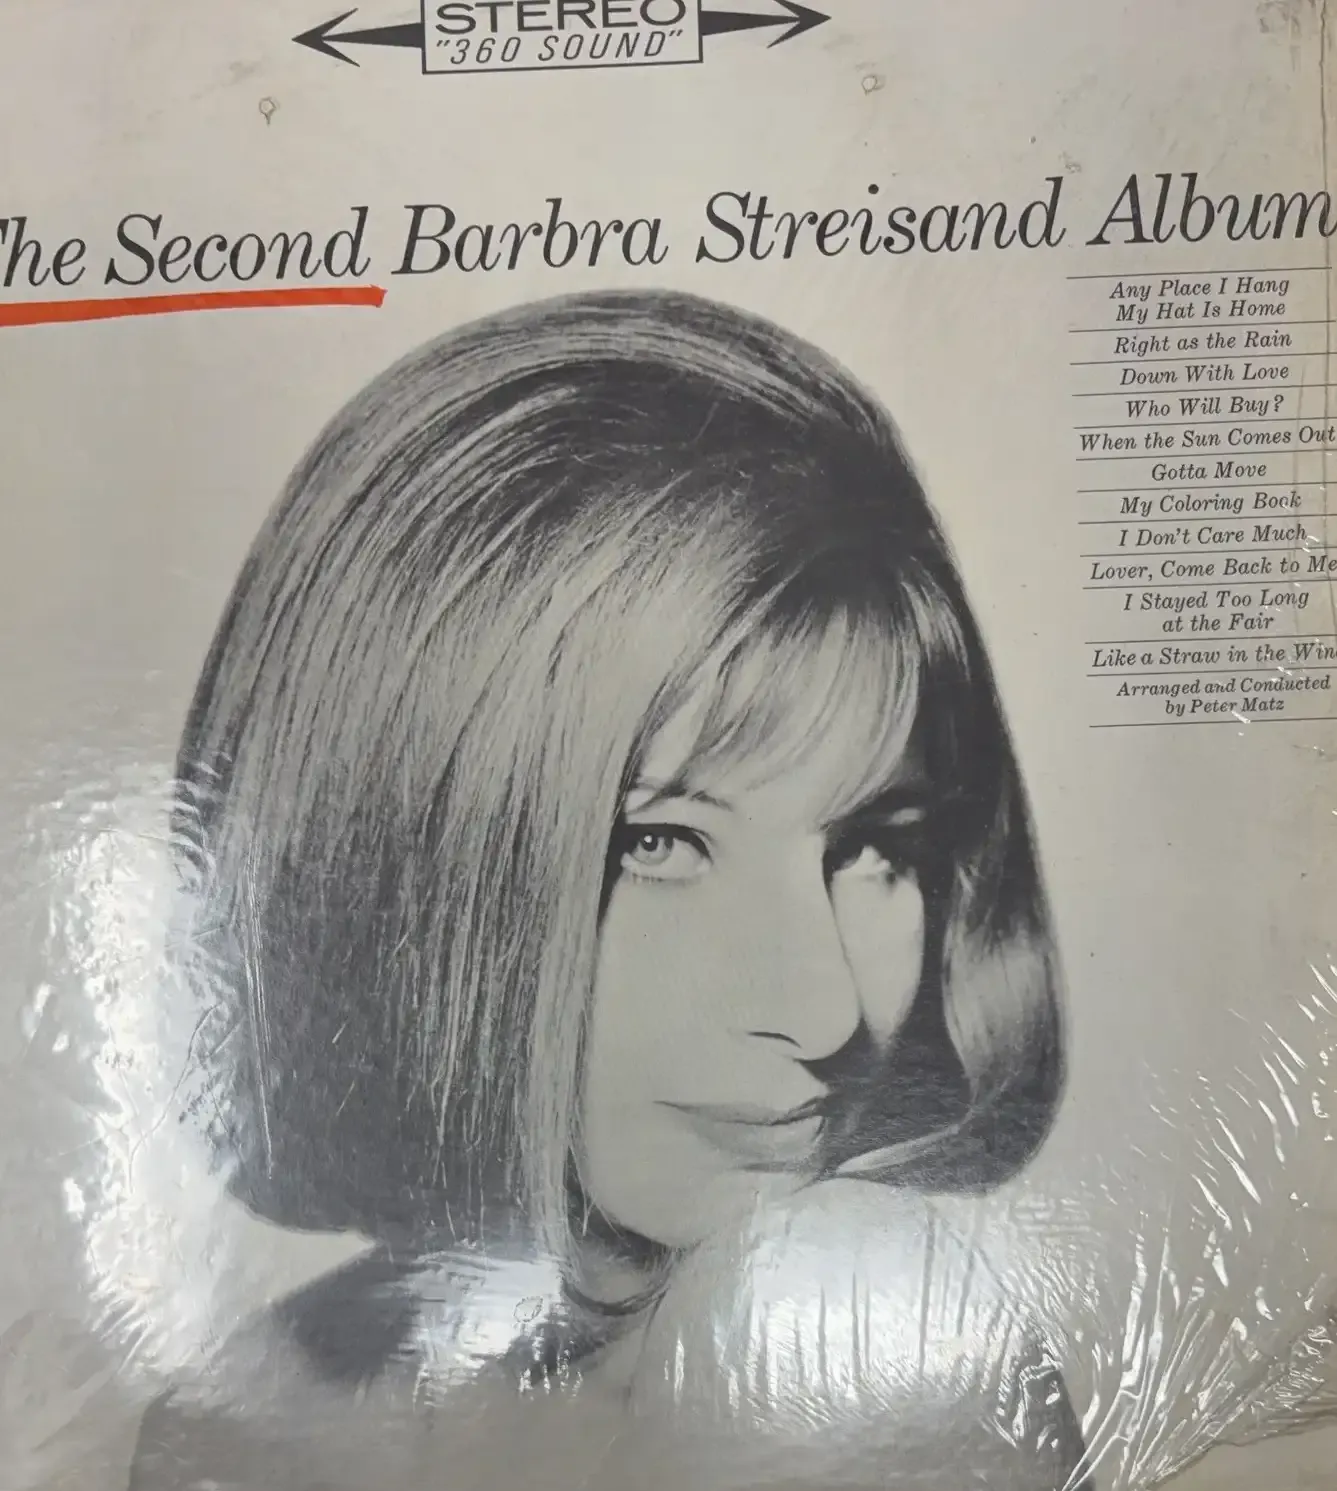 STEREO
"360 SOUND"
The Second Barbra Streisand Album
Any Place I Hang
My Hat Is Home
Right as the Rain
Down With Love
Who Will Buy?
When the Sun Comes Out
Gotta Move
My Coloring Book
I Don't Care Much
Lover, Come Back to Me
I Stayed Too Long
at the Fair
Like a Straw in the Win
Arranged and Conducted
by Peter Matz